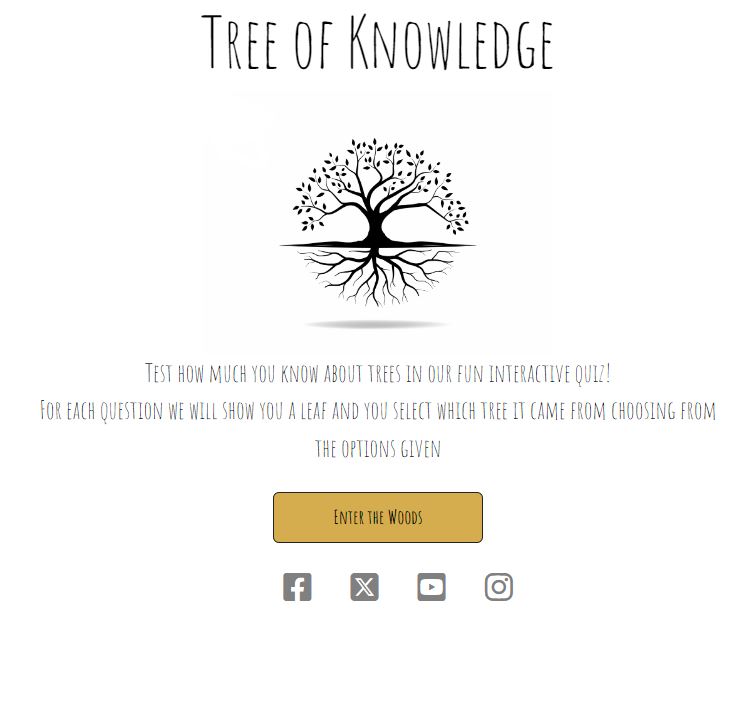 Tree of Knowledge
Test how much you know about trees in our fun interactive quiz!
For each question we will show you a leaf and you select which tree it came from choosing from
the options given
Enter the Woods